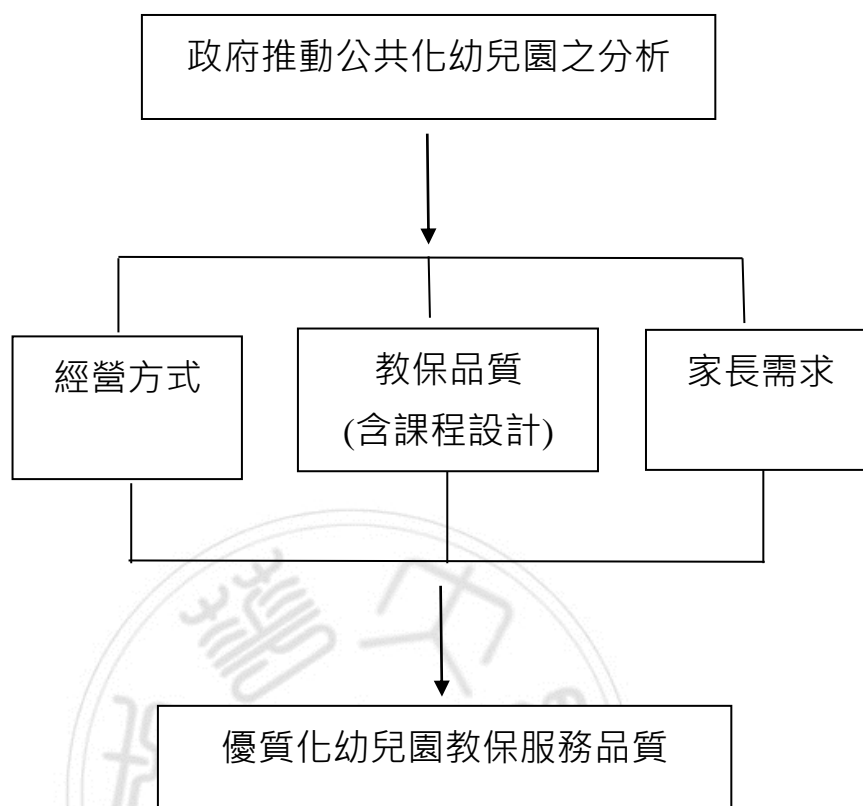 政府推動公共化幼兒園之分析
經營方式
教保品質
(含課程設計)
家長需求
優質化幼兒園教保服務品質